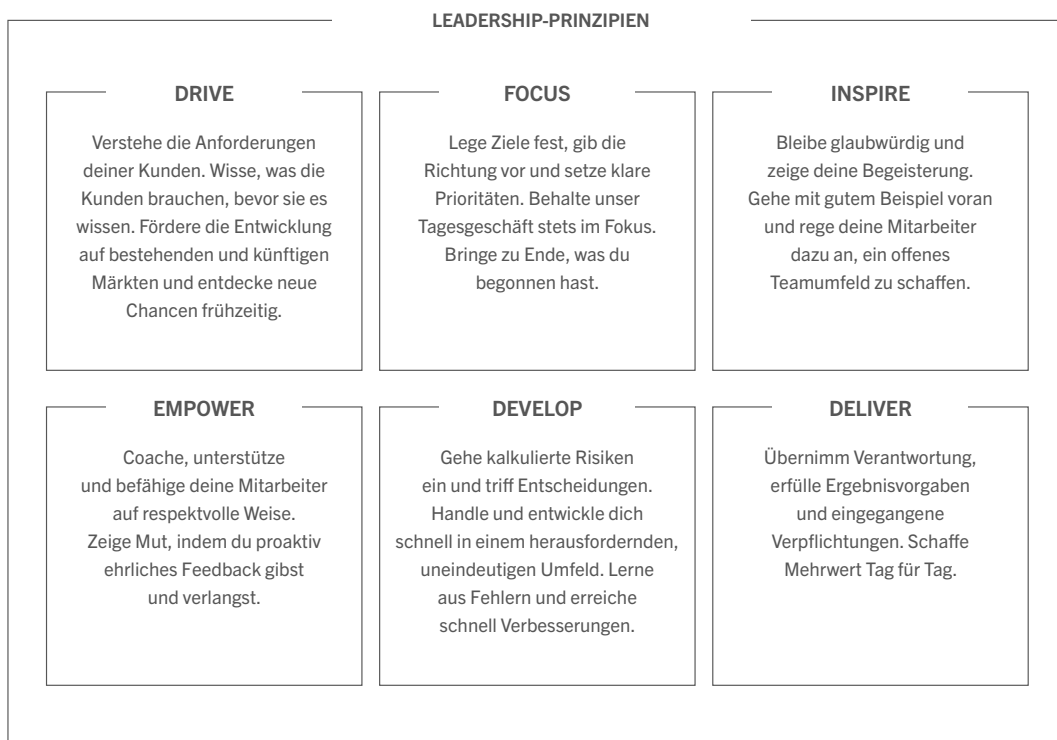 LEADERSHIP-PRINZIPIEN
DRIVE
Verstehe die Anforderungen
deiner Kunden. Wisse, was die
Kunden brauchen, bevor sie es
wissen. Fördere die Entwicklung
auf bestehenden und künftigen
Märkten und entdecke neue
Chancen frühzeitig.
FOCUS
Lege Ziele fest, gib die
Richtung vor und setze klare
Prioritäten. Behalte unser
Tagesgeschäft stets im Fokus.
Bringe zu Ende, was du
begonnen hast.
INSPIRE
Bleibe glaubwürdig und
zeige deine Begeisterung.
Gehe mit gutem Beispiel voran
und rege deine Mitarbeiter
dazu an, ein offenes
Teamumfeld zu schaffen.
EMPOWER
Coache, unterstütze
und befähige deine Mitarbeiter
auf respektvolle Weise.
Zeige Mut, indem du proaktiv
ehrliches Feedback gibst
und verlangst.
DEVELOP
Gehe kalkulierte Risiken
ein und triff Entscheidungen.
Handle und entwickle dich
schnell in einem herausfordernden,
uneindeutigen Umfeld. Lerne
aus Fehlern und erreiche
schnell Verbesserungen.
DELIVER
Übernimm Verantwortung,
erfülle Ergebnisvorgaben
und eingegangene
Verpflichtungen. Schaffe
Mehrwert Tag für Tag.